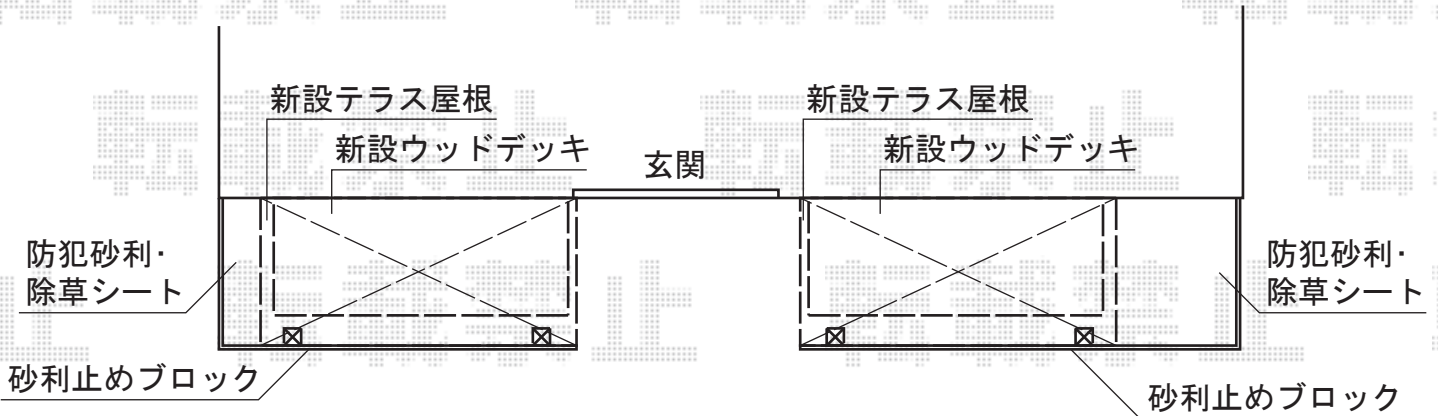 新設テラス屋根
新設ウッドデッキ
玄関
新設テラス屋根
新設ウッドデッキ
防犯砂利・
除草シート
防犯砂利・
除草シート
砂利止めブロック
砂利止めブロック